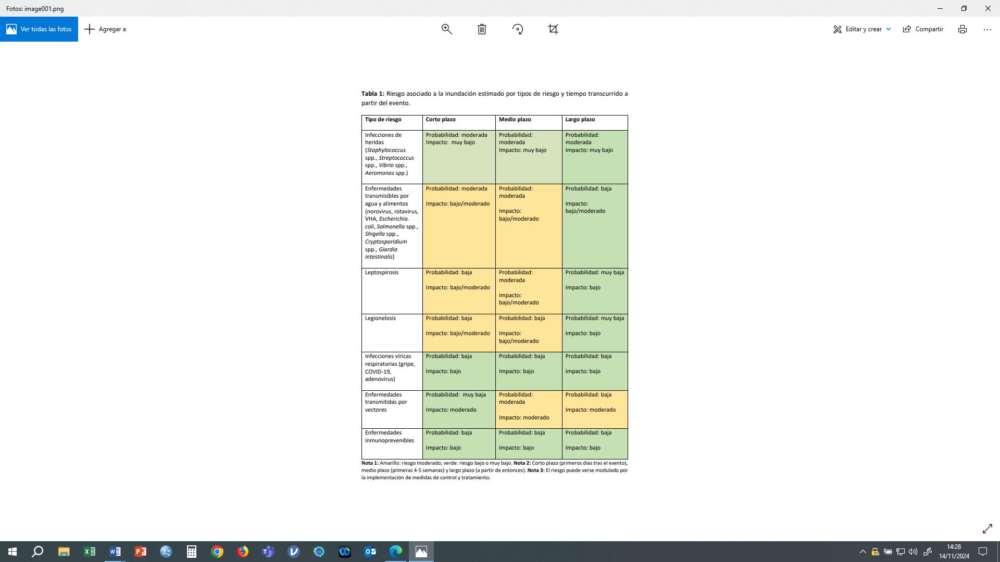 Fotos: image001.png
Ver todas las fotos
Agregar a
Editar y crear
Compartir
Tabla 1: Riesgo asociado a la inundación estimado por tipos de riesgo y tiempo transcurrido a
partir del evento.
Tipo de riesgo
Corto plazo
Medio plazo
Largo plazo
Infecciones de
heridas
(Staphylococcus
spp., Streptococcus
spp., Vibrio spp.,
Aeromonas spp.)
Probabilidad: moderada
Impacto: muy bajo
Probabilidad:
moderada
Impacto: muy bajo
Probabilidad:
moderada
Impacto: muy bajo
Enfermedades
transmisibles por
agua y alimentos
(norovirus, rotavirus,
VHA, Escherichia.
coli, Salmonella spp.,
Shigella spp.,
Cryptosporidium
spp., Giardia
intestinalis)
Probabilidad: moderada
Impacto: bajo/moderado
Probabilidad:
moderada
Impacto:
bajo/moderado
Probabilidad: baja
Impacto:
bajo/moderado
Leptospirosis
Probabilidad: baja
Impacto: bajo/moderado
Probabilidad:
moderada
Impacto:
bajo/moderado
Probabilidad: muy baja
Impacto: bajo
Legionelosis
Probabilidad: baja
Impacto: bajo/moderado
Probabilidad: baja
Impacto:
bajo/moderado
Probabilidad: muy baja
Impacto: bajo
Infecciones víricas
respiratorias (gripe,
COVID-19,
adenovirus)
Probabilidad: baja
Impacto: bajo
Probabilidad: baja
Impacto: bajo
Probabilidad: baja
Impacto: bajo
Enfermedades
transmitidas por
vectores
Probabilidad: muy baja
Impacto: moderado
Probabilidad:
moderada
Impacto: moderado
Probabilidad: baja
Impacto: moderado
Enfermedades
inmunoprevenibles
Probabilidad: baja
Impacto: bajo
Probabilidad: baja
Impacto: bajo
Probabilidad: baja
Impacto: bajo
Nota 1: Amarillo: riesgo moderado; verde: riesgo bajo o muy bajo. Nota 2: Corto plazo (primeros días tras el evento),
medio plazo (primeras 4-5 semanas) y largo plazo (a partir de entonces). Nota 3: El riesgo puede verse modulado por
la implementación de medidas de control y tratamiento.
14:28
14/11/2024